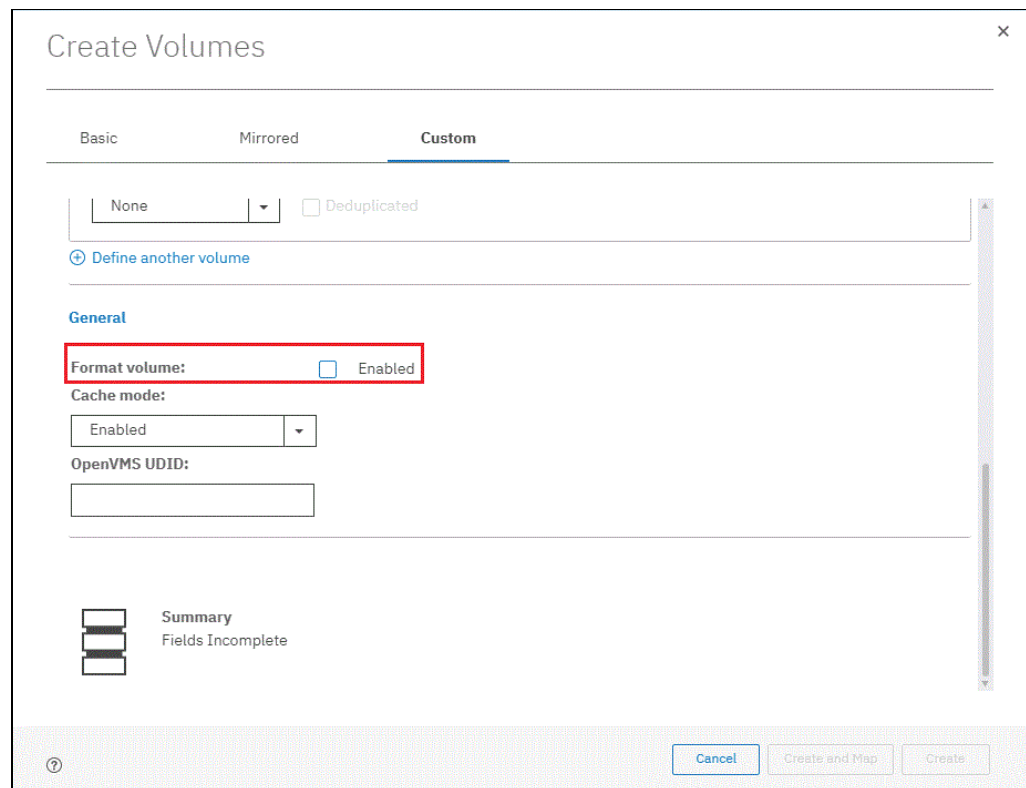 Create Volumes
Basic Mirrored Custom
None Deduplicated
Define another volume
General
Format volume: Enabled
Cache mode:
Enabled
OpenVMS UDID:
Summary
Fields Incomplete
Cancel Create and Map Create